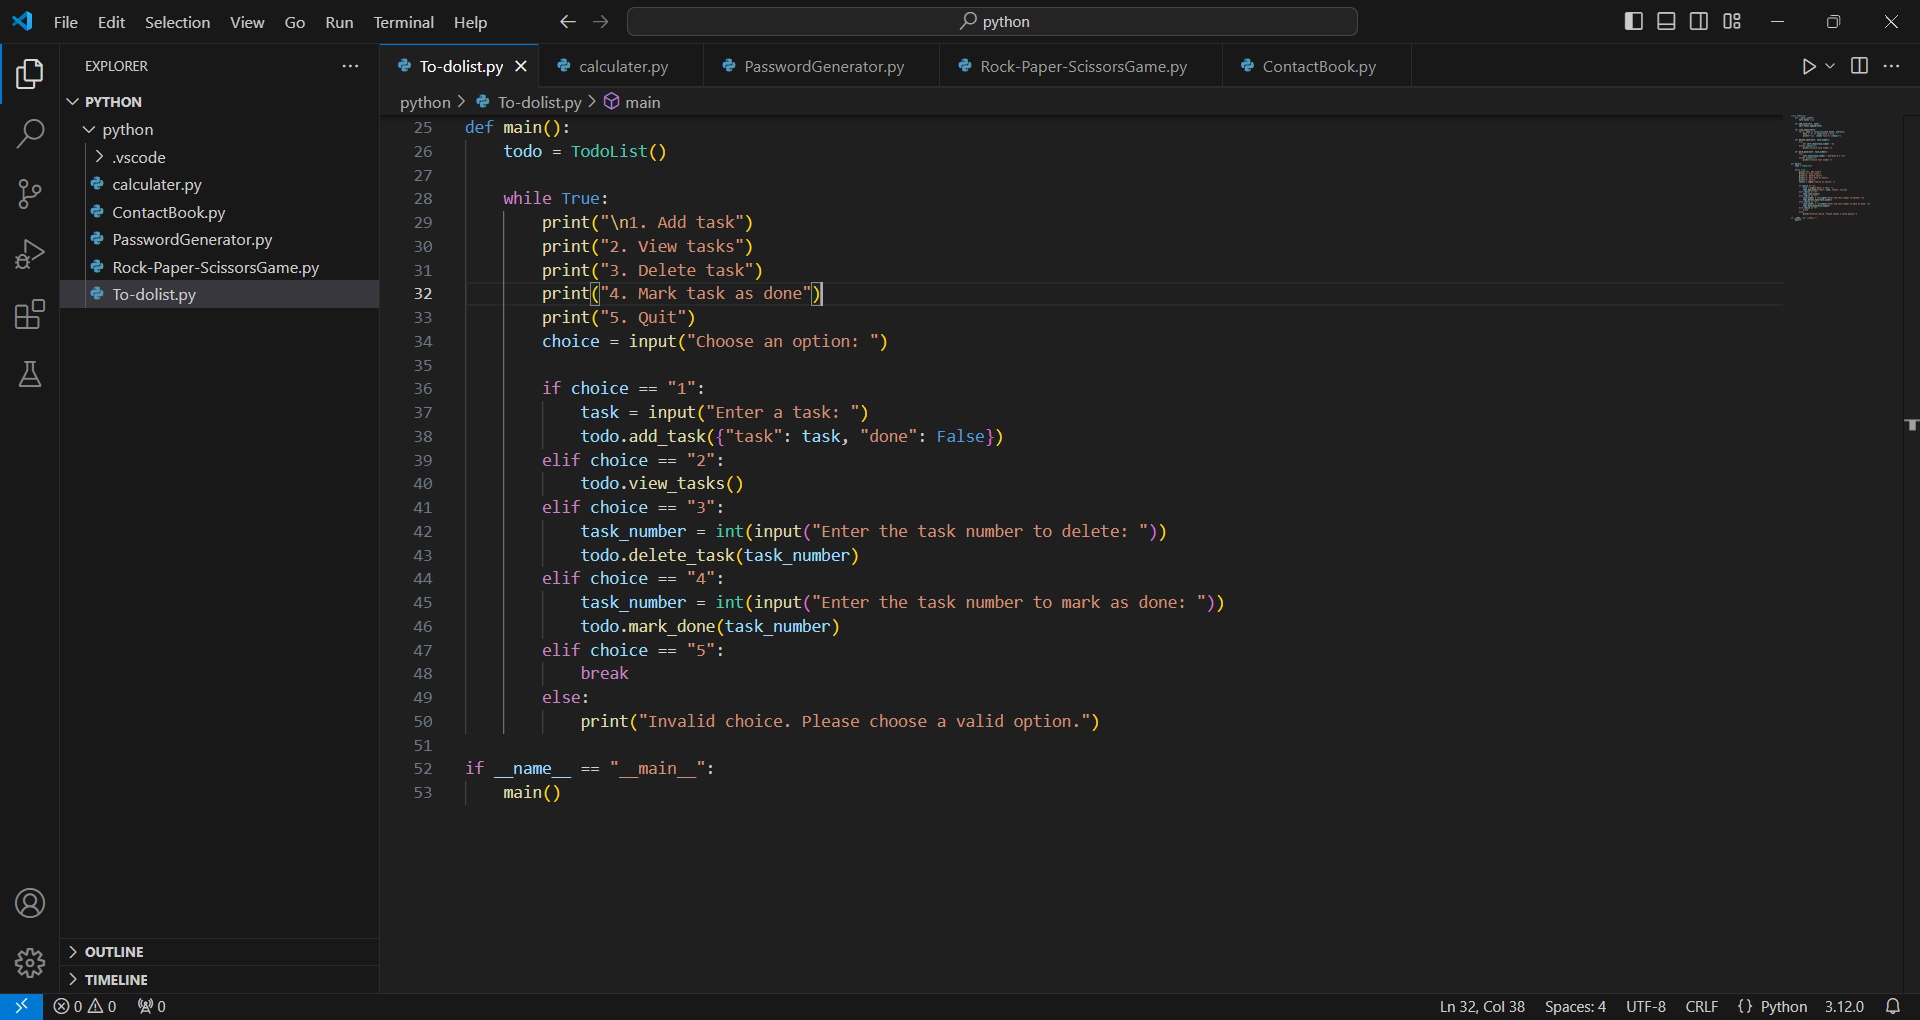 File Edit Selection View Go Run Terminal Help
python
EXPLORER
PYTHON
python
.vscode
calculater.py
ContactBook.py
PasswordGenerator.py
Rock-Paper-ScissorsGame.py
To-dolist.py
OUTLINE
TIMELINE
To-dolist.py calculater.py PasswordGenerator.py Rock-Paper-ScissorsGame.py ContactBook.py
python > To-dolist.py > main
25 def main():
26     todo = TodoList()
27
28     while True:
29         print("\n1. Add task")
30         print("2. View tasks")
31         print("3. Delete task")
32         print("4. Mark task as done")
33         print("5. Quit")
34         choice = input("Choose an option: ")
35
36         if choice == "1":
37             task = input("Enter a task: ")
38             todo.add_task({"task": task, "done": False})
39         elif choice == "2":
40             todo.view_tasks()
41         elif choice == "3":
42             task_number = int(input("Enter the task number to delete: "))
43             todo.delete_task(task_number)
44         elif choice == "4":
45             task_number = int(input("Enter the task number to mark as done: "))
46             todo.mark_done(task_number)
47         elif choice == "5":
48             break
49         else:
50             print("Invalid choice. Please choose a valid option.")
51
52 if __name__ == "__main__":
53     main()
0 0 0 Ln 32, Col 38 Spaces: 4 UTF-8 CRLF {} Python 3.12.0